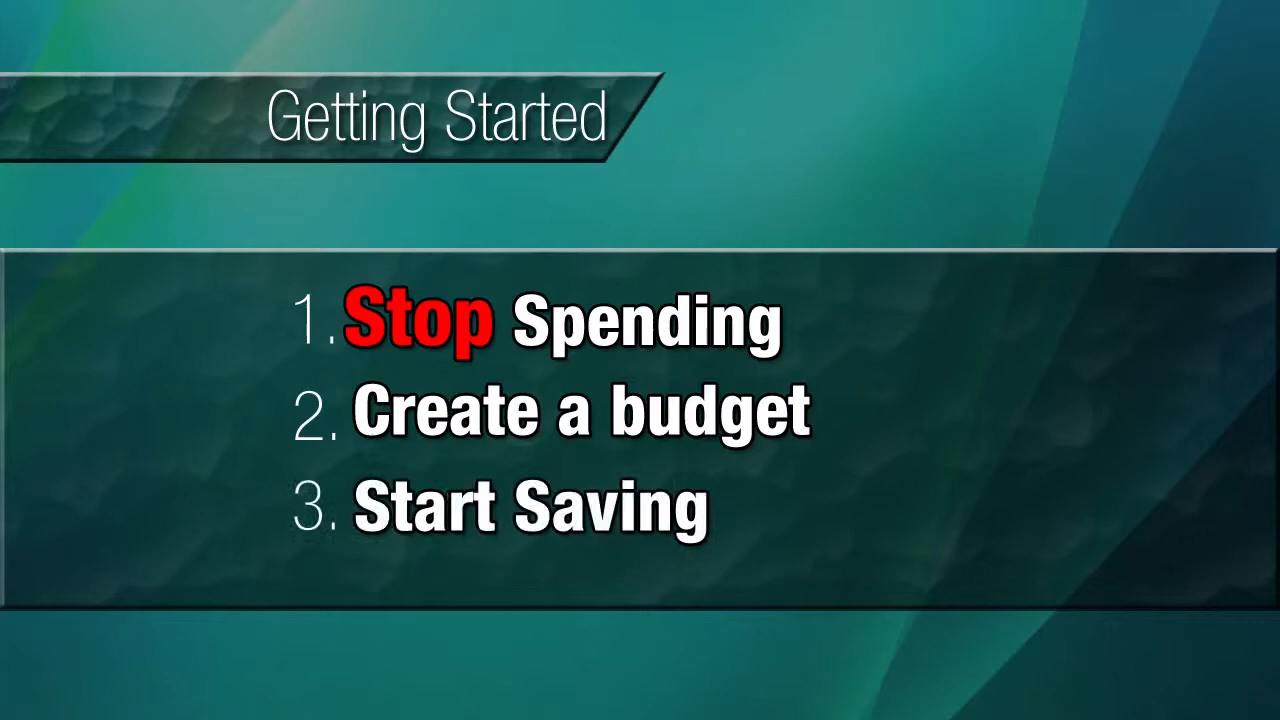 Getting Started
1. Stop Spending
2. Create a budget
3. Start Saving